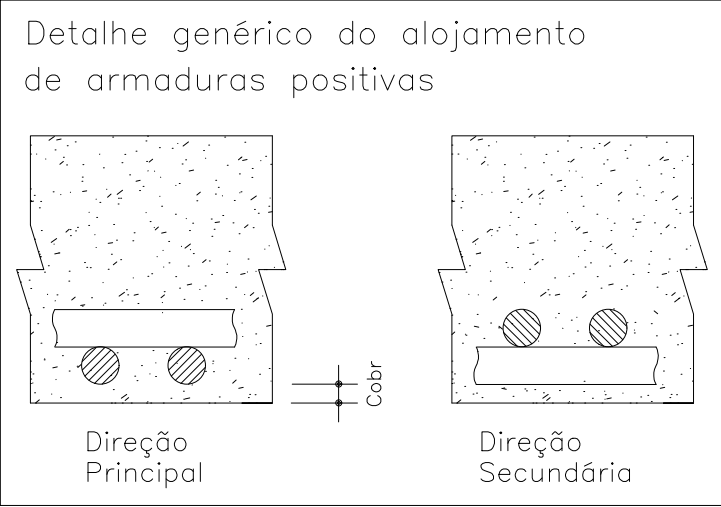 Detalhe genérico do alojamento
de armaduras positivas
Cobr
Direção
Principal
Direção
Secundária